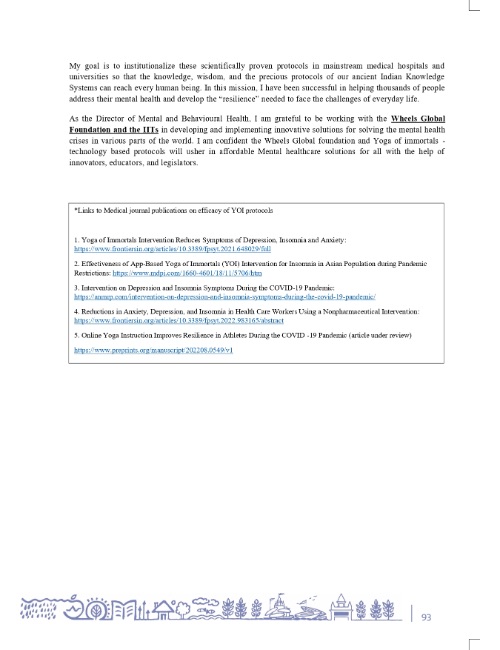 My goal is to institutionalize these scientifically proven protocols in mainstream medical hospitals and
universities so that the knowledge, wisdom, and the precious protocols of our ancient Indian Knowledge
Systems can reach every human being. In this mission, I have been successful in helping thousands of people
address their mental health and develop the “resilience” needed to face the challenges of everyday life.
As the Director of Mental and Behavioural Health, I am grateful to be working with the Wheels Global
Foundation and the IITs in developing and implementing innovative solutions for solving the mental health
crises in various parts of the world. I am confident the Wheels Global foundation and Yoga of immortals -
technology based protocols will usher in affordable Mental healthcare solutions for all with the help of
innovators, educators, and legislators.
*Links to Medical journal publications on efficacy of YOI protocols
1. Yoga of Immortals Intervention Reduces Symptoms of Depression, Insomnia and Anxiety:
https://www.frontiersin.org/articles/10.3389/fpsyt.2021.648029/full
2. Effectiveness of App-Based Yoga of Immortals (YOI) Intervention for Insomnia in Asian Population during Pandemic
Restrictions: https://www.mdpi.com/1660-4601/18/11/5706/htm
3. Intervention on Depression and Insomnia Symptoms During the COVID-19 Pandemic:
https://annmp.com/intervention-on-depression-and-insomnia-symptoms-during-the-covid-19-pandemic/
4. Reductions in Anxiety, Depression, and Insomnia in Health Care Workers Using a Nonpharmaceutical Intervention:
https://www.frontiersin.org/articles/10.3389/fpsyt.2022.983165/abstract
5. Online Yoga Instruction Improves Resilience in Athletes During the COVID -19 Pandemic (article under review)
https://www.preprints.org/manuscript/202208.0549/v1
93